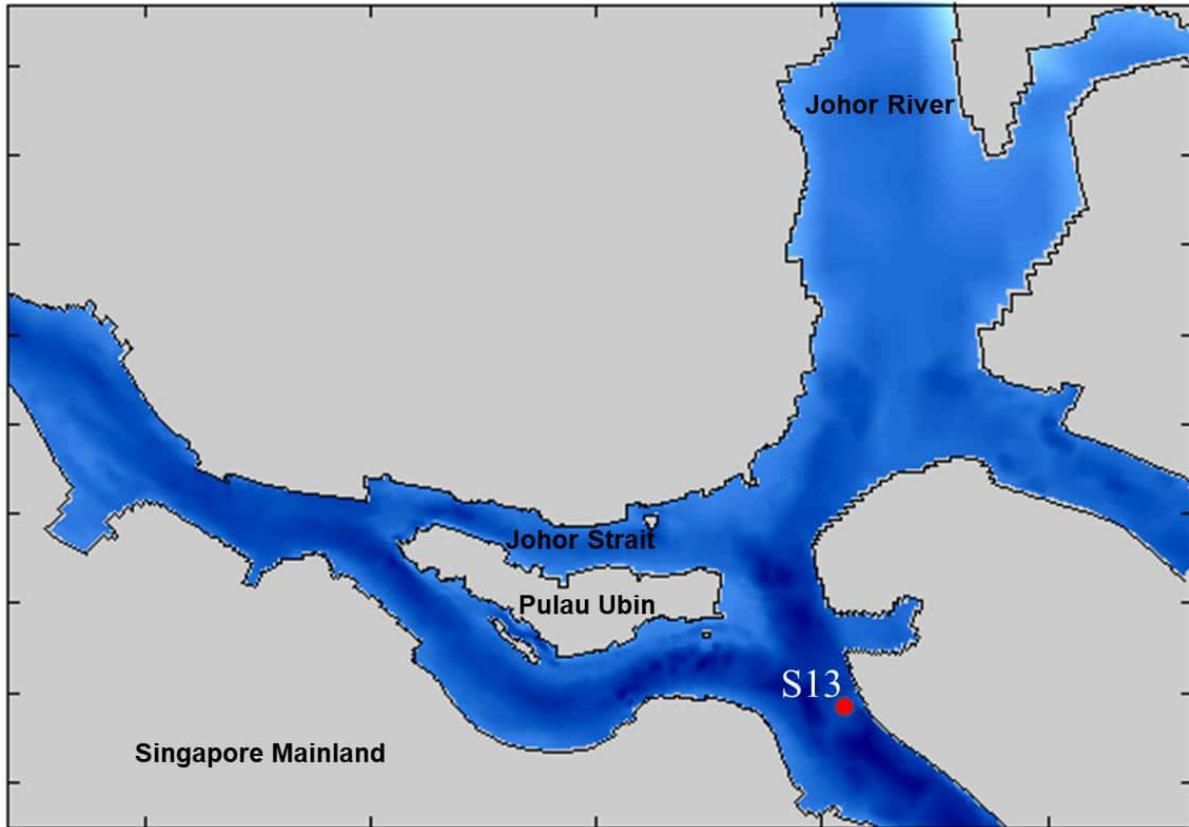 Johor River
Johor Strait
Pulau Ubin
S13
Singapore Mainland